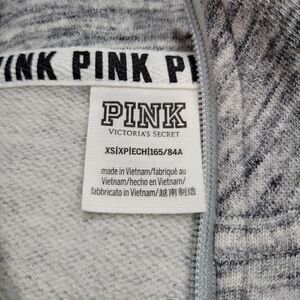 PINK PINK PI
PINK
VICTORIA'S SECRET
XS|XP|ECH|165/84A
made in Vietnam/fabriqué au
Vietnam/hecho en Vietnam/
fabbricato in Vietnam/越南制造